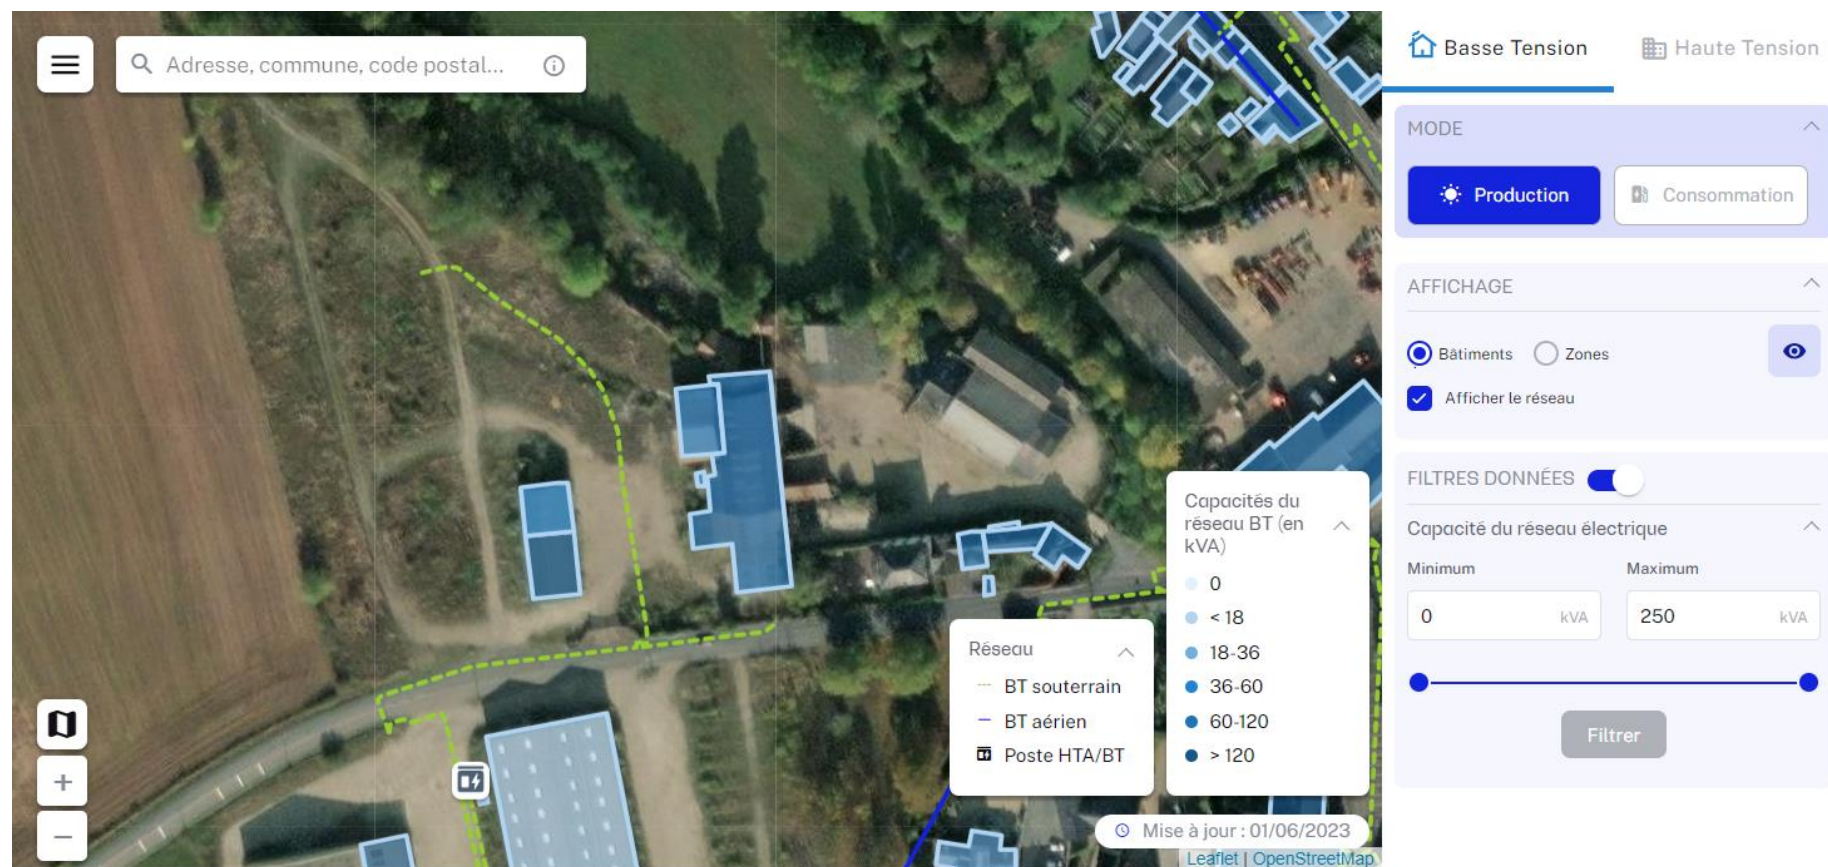 Adresse, commune, code postal...
Basse Tension
Haute Tension
MODE
Production
Consommation
AFFICHAGE
Bâtiments
Zones
Afficher le réseau
FILTRES DONNÉES
Capacité du réseau électrique
Minimum
Maximum
0 kVA
250 kVA
Filtrer
Capacités du
réseau BT (en
kVA)
0
< 18
18-36
36-60
60-120
> 120
Réseau
BT souterrain
BT aérien
Poste HTA/BT
+
−
Mise à jour : 01/06/2023
Leaflet | OpenStreetMap